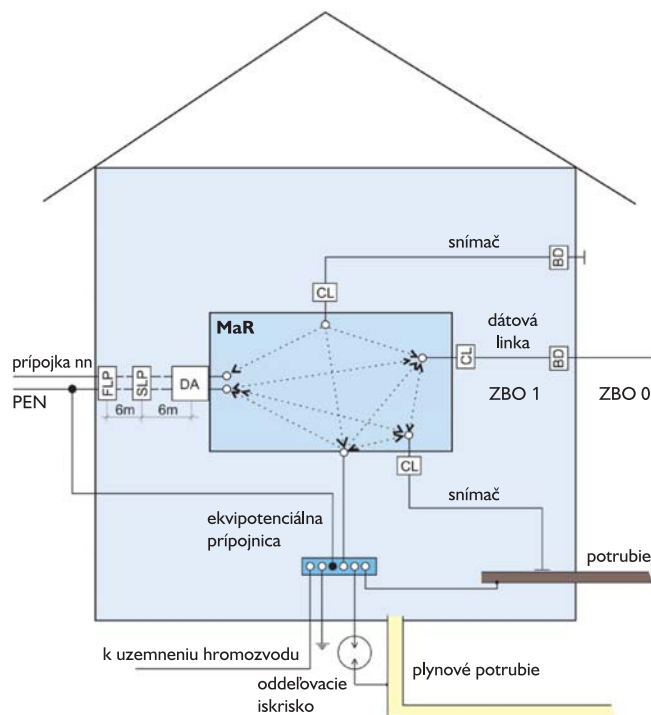 snímač
BD
CL
MaR
dátová
linka
CL
BD
prípojka nn
PEN
FLP
SLP
DA
ZBO 1
ZBO 0
6m
6m
CL
snímač
ekvipotenciálna
prípojnica
potrubie
k uzemneniu hromozvodu
oddeľovacie
iskrisko
plynové potrubie